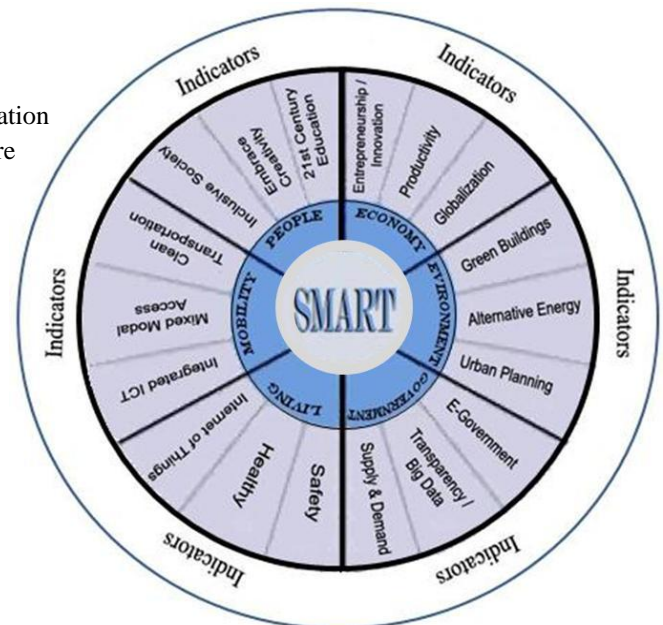 ation
re
Indicators
Indicators
Indicators
Indicators
Indicators
Indicators
SMART
PEOPLE
ECONOMY
EVIRONMENT
GOVERNMENT
LIVING
MOBILITY
Inclusive Society
Embrace
Creativity
21st Century
Education
Entrepreneurship /
Innovation
Productivity
Globalization
Green Buildings
Alternative Energy
Urban Planning
E-Government
Transparency /
Big Data
Supply & Demand
Safety
Healthy
Internet of Things
Integrated ICT
Mixed Modal
Access
Clean
Transportation